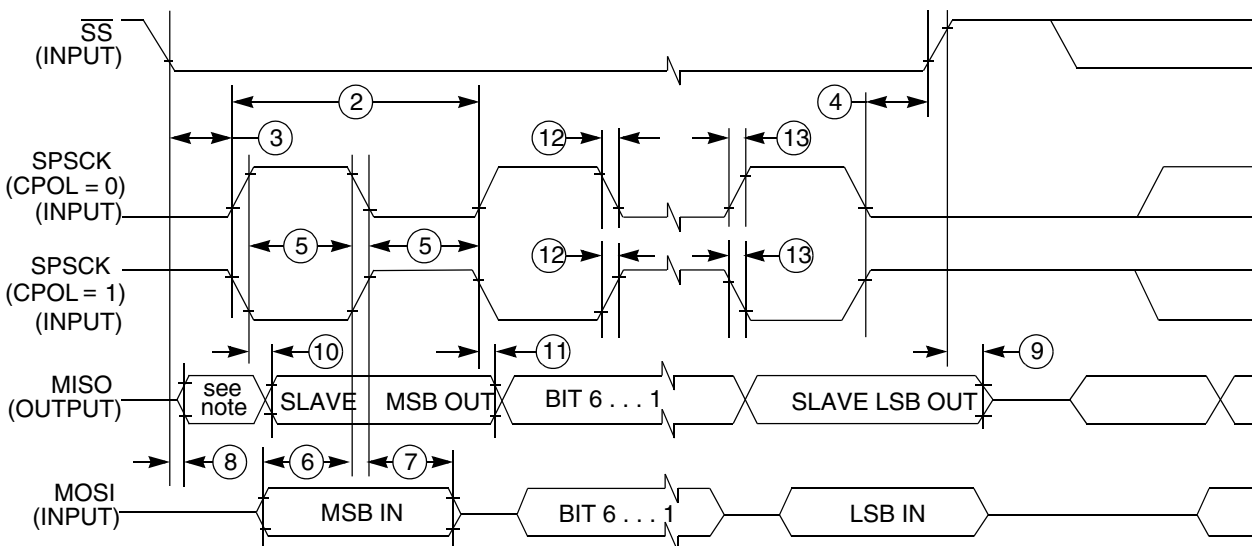 SS
(INPUT)
2
4
3
12
13
SPSCK
(CPOL = 0)
(INPUT)
5
5
12
13
SPSCK
(CPOL = 1)
(INPUT)
10
11
9
MISO
(OUTPUT)
see
note
SLAVE
MSB OUT
BIT 6 . . . 1
SLAVE LSB OUT
8
6
7
MOSI
(INPUT)
MSB IN
BIT 6 . . . 1
LSB IN